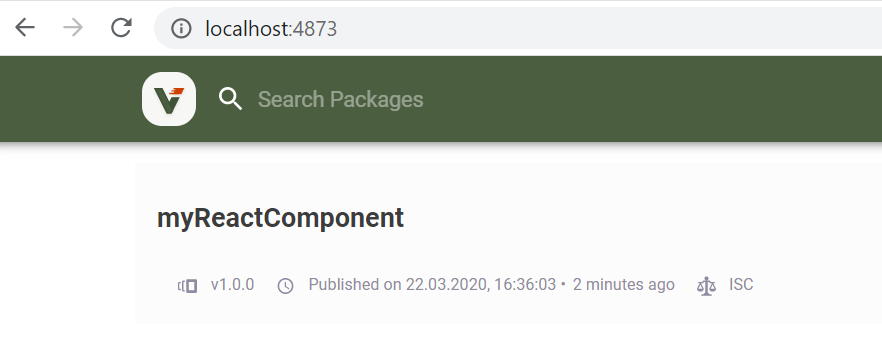 localhost:4873
Search Packages
myReactComponent
v1.0.0 Published on 22.03.2020, 16:36:03 • 2 minutes ago ISC